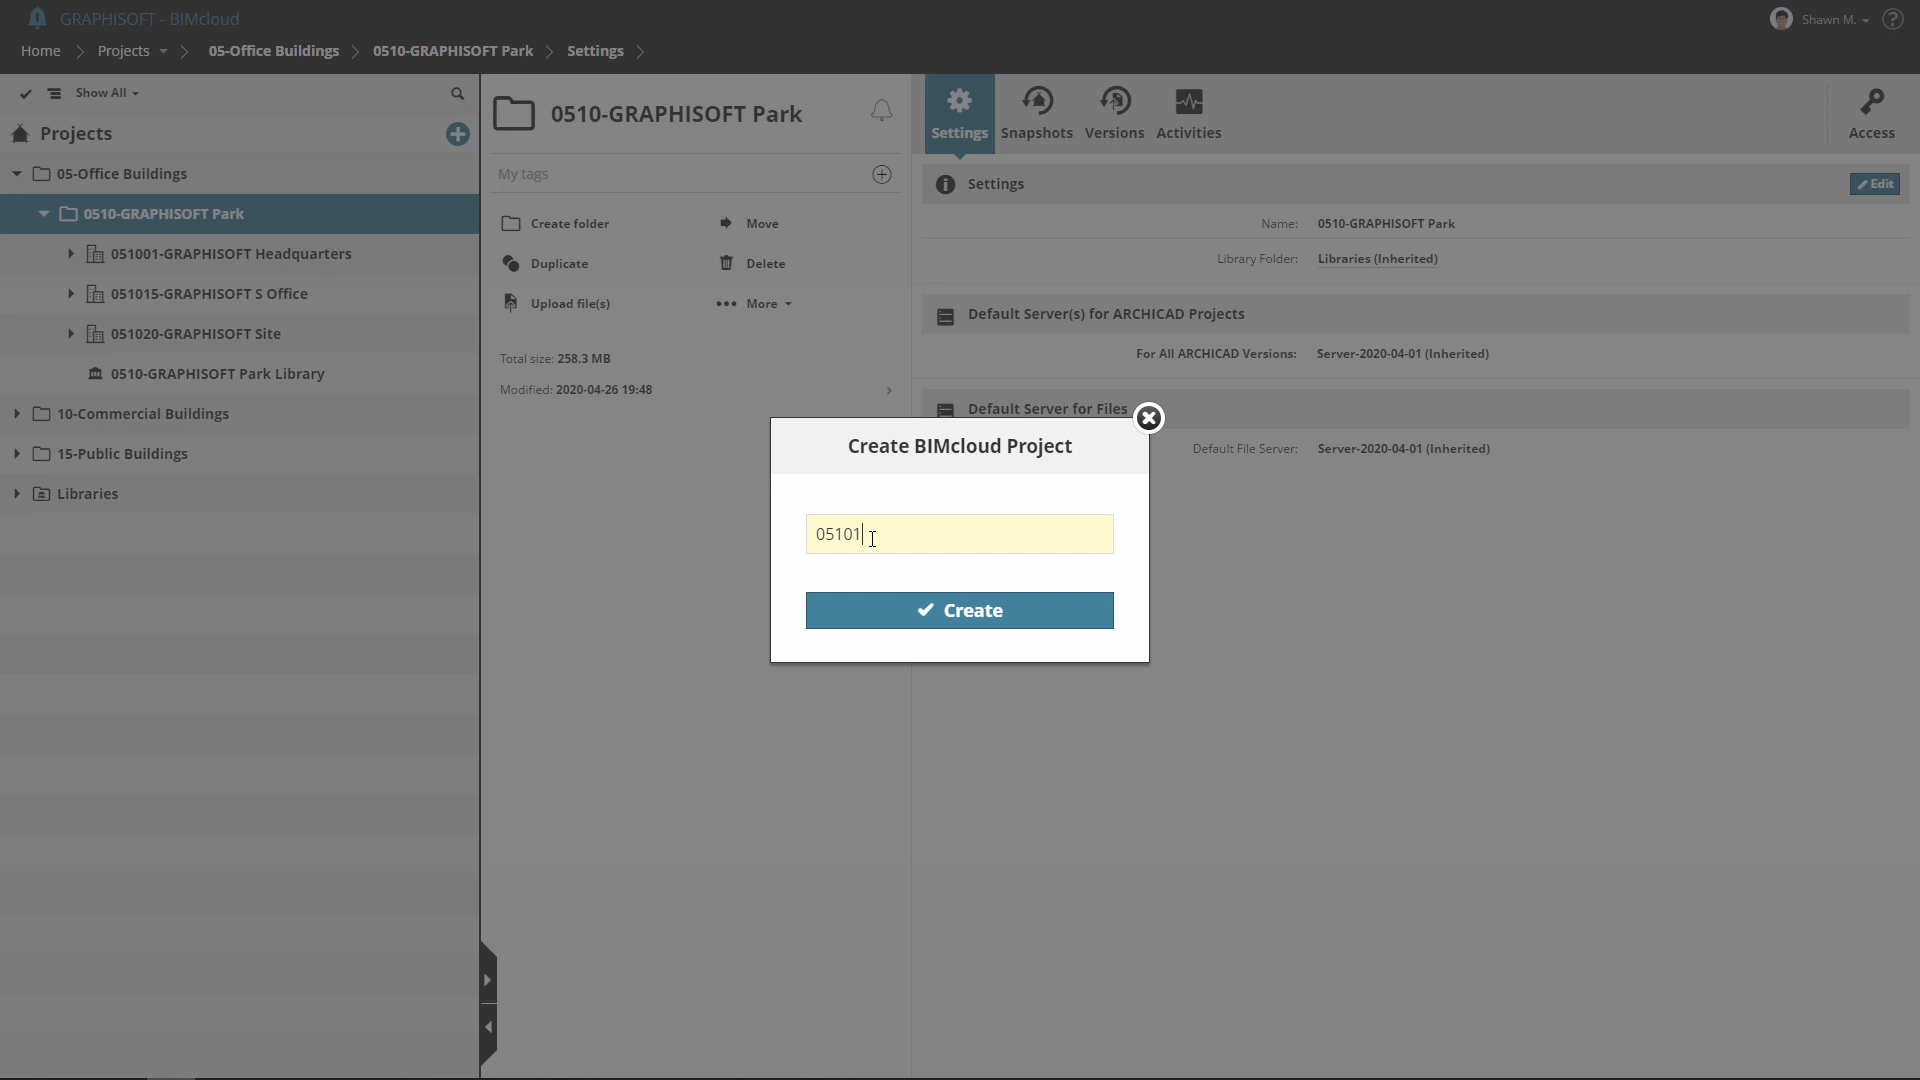 GRAPHISOFT - BIMcloud
Shawn M.
?
Home
Projects
05-Office Buildings
0510-GRAPHISOFT Park
Settings
Show All
Projects
05-Office Buildings
0510-GRAPHISOFT Park
051001-GRAPHISOFT Headquarters
051015-GRAPHISOFT S Office
051020-GRAPHISOFT Site
0510-GRAPHISOFT Park Library
10-Commercial Buildings
15-Public Buildings
Libraries
0510-GRAPHISOFT Park
My tags
Create folder
Move
Duplicate
Delete
Upload file(s)
More
Total size: 258.3 MB
Modified: 2020-04-26 19:48
Settings
Snapshots
Versions
Activities
Access
Settings
Edit
Name: 0510-GRAPHISOFT Park
Library Folder: Libraries (Inherited)
Default Server(s) for ARCHICAD Projects
For All ARCHICAD Versions: Server-2020-04-01 (Inherited)
Default Server for Files
Default File Server: Server-2020-04-01 (Inherited)
Create BIMcloud Project
05101
Create